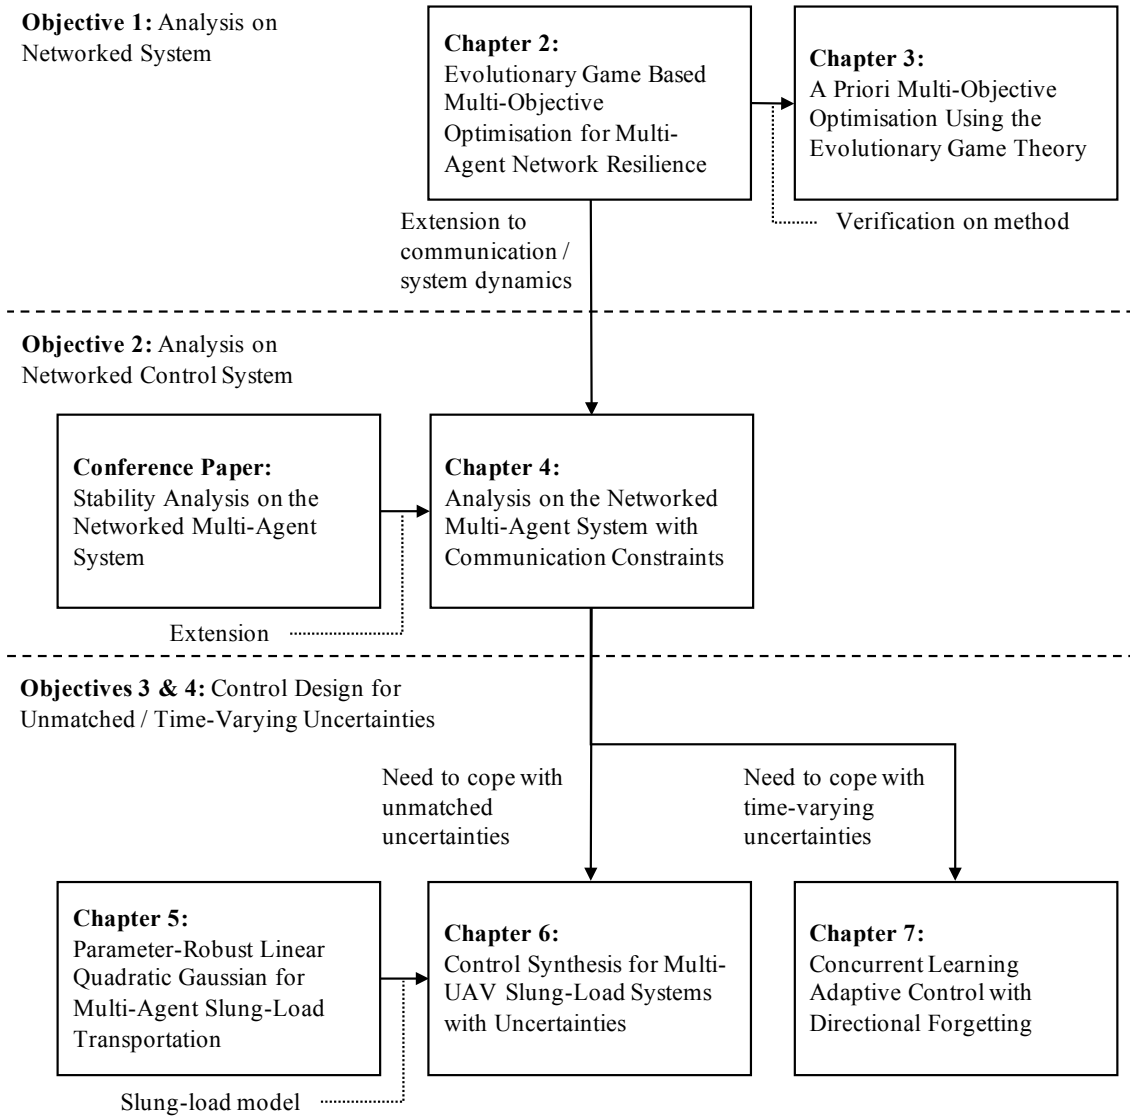 Objective 1: Analysis on
Networked System
Chapter 2:
Evolutionary Game Based
Multi-Objective
Optimisation for Multi-
Agent Network Resilience
Chapter 3:
A Priori Multi-Objective
Optimisation Using the
Evolutionary Game Theory
Extension to
communication /
system dynamics
Verification on method
Objective 2: Analysis on
Networked Control System
Conference Paper:
Stability Analysis on the
Networked Multi-Agent
System
Chapter 4:
Analysis on the Networked
Multi-Agent System with
Communication Constraints
Extension
Objectives 3 & 4: Control Design for
Unmatched / Time-Varying Uncertainties
Need to cope with
unmatched
uncertainties
Need to cope with
time-varying
uncertainties
Chapter 5:
Parameter-Robust Linear
Quadratic Gaussian for
Multi-Agent Slung-Load
Transportation
Chapter 6:
Control Synthesis for Multi-
UAV Slung-Load Systems
with Uncertainties
Chapter 7:
Concurrent Learning
Adaptive Control with
Directional Forgetting
Slung-load model